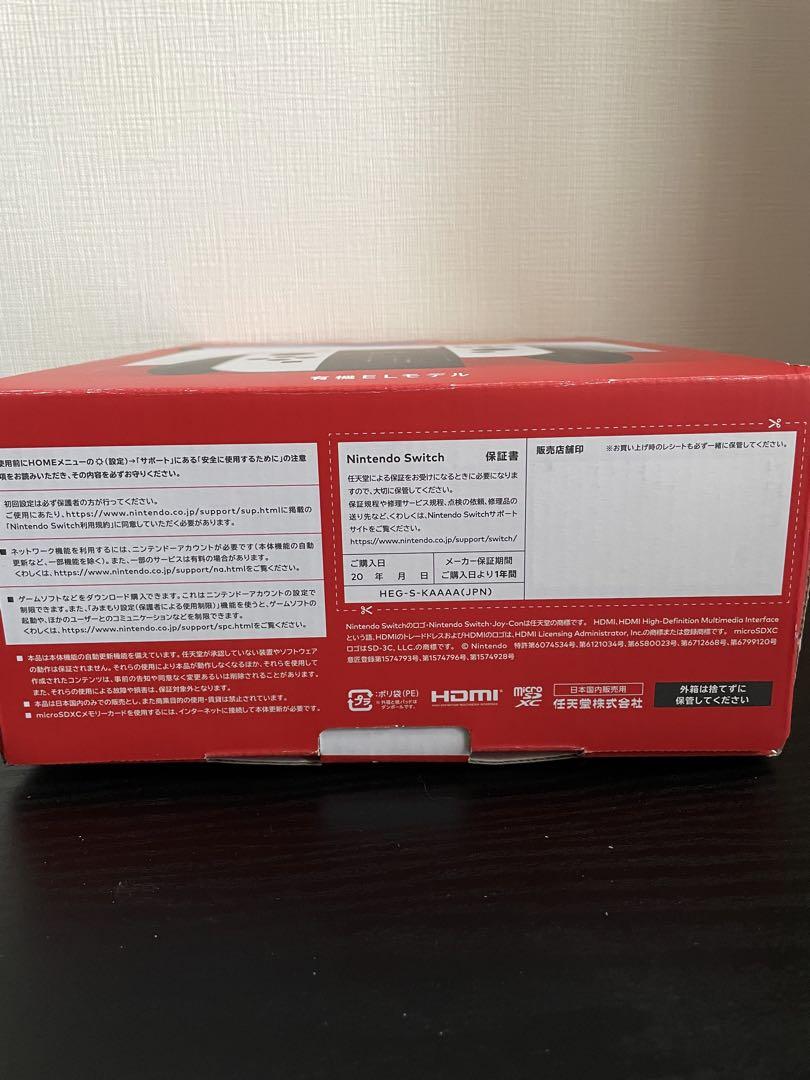 有機ELモデル
使用前にHOMEメニューの(設定)→「サポート」にある「安全に使用するために」の注意
項をお読みいただき、その内容を必ずお守りください。
初回設定は必ず保護者の方が行ってください。
ご使用にあたり、https://www.nintendo.co.jp/support/sup.htmlに掲載の
「Nintendo Switch利用規約」に同意していただく必要があります。
■ ネットワーク機能を利用するには、ニンテンドーアカウントが必要です(本体機能の自動
更新など、一部機能を除く)。また、一部のサービスは有料の場合があります。
くわしくは、https://www.nintendo.co.jp/support/na.htmlをご覧ください。
■ ゲームソフトなどをダウンロード購入できます。これはニンテンドーアカウントの設定で
制限できます。また、「みまもり設定(保護者による使用制限)」機能を使うと、ゲームソフトの
起動や、ほかのユーザーとのコミュニケーションなどを制限できます。
くわしくは、https://www.nintendo.co.jp/support/spc.htmlをご覧ください。
■ 本品は本体機能の自動更新機能を備えています。任天堂が承認していない装置やソフトウェア
の動作は保証されません。それらの使用により本品が動作しなくなるほか、それらを使用して
作成されたコンテンツは、事前の告知や同意なく変更あるいは削除されることがあります。
また、それらの使用による故障や損害は、保証対象外となります。
■ 本品は日本国内のみでの販売とし、また商業目的の使用・賃貸は禁止されています。
■ microSDXCメモリーカードを使用するには、インターネットに接続して本体更新が必要です。
Nintendo Switch 保証書
任天堂による保証をお受けになるときに必要になりま
すので、大切に保管してください。
保証規程や修理サービス規程、点検の依頼、修理品の
送り先など、くわしくは、Nintendo Switchサポート
サイトをご覧ください。
https://www.nintendo.co.jp/support/switch/
ご購入日
20 年 月 日
メーカー保証期間
ご購入日より1年間
HEG-S-KAAAA(JPN)
販売店舗印
※お買い上げ時のレシートも必ず一緒に保管してください。
Nintendo Switchのロゴ・Nintendo Switch・Joy-Conは任天堂の商標です。 HDMI、HDMI High-Definition Multimedia Interface
という語、HDMIのトレードドレスおよびHDMIのロゴは、HDMI Licensing Administrator, Inc.の商標または登録商標です。 microSDXC
ロゴはSD-3C, LLC.の商標です。 © Nintendo 特許第6074534号、第6121034号、第6580023号、第6712668号、第6799120号
意匠登録第1574793号、第1574796号、第1574928号
プラ
:ポリ袋(PE)
※外箱と紙パッドは
ダンボールです。
HDMI
HIGH-DEFINITION MULTIMEDIA INTERFACE
micro
SD
XC
日本国内販売用
任天堂株式会社
外箱は捨てずに
保管してください